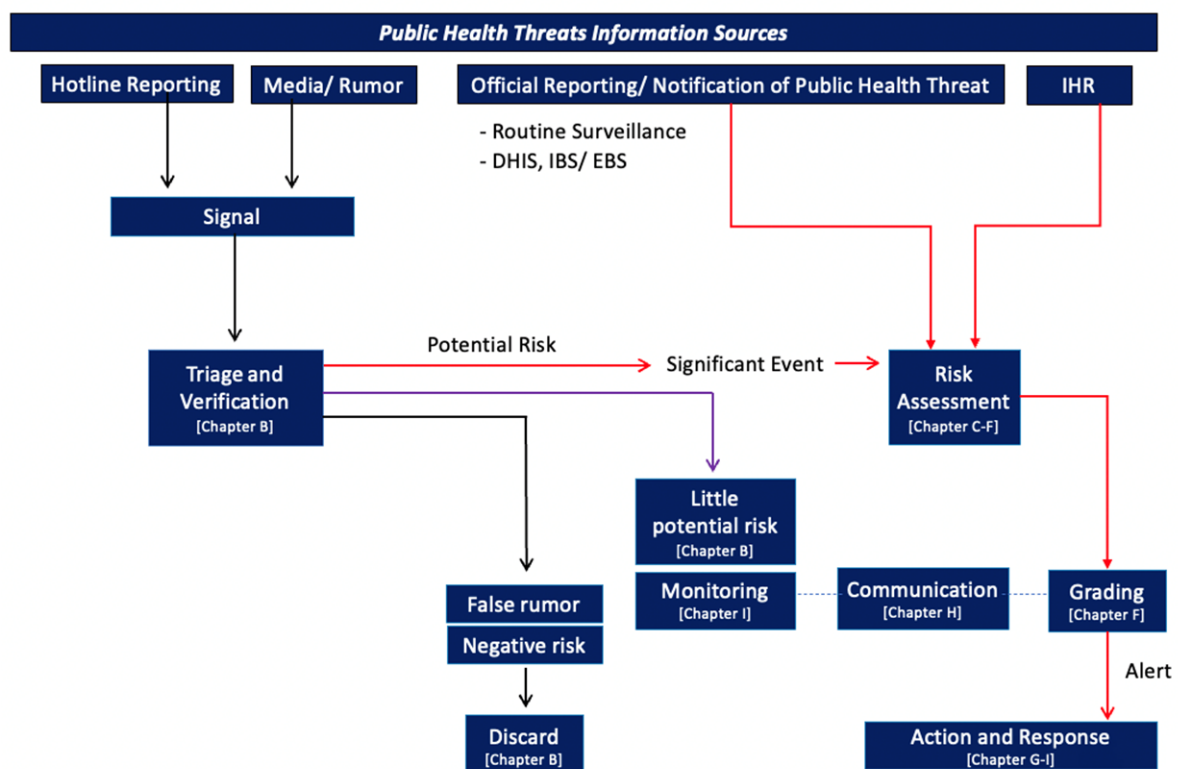 Public Health Threats Information Sources
Hotline Reporting
Media/ Rumor
Official Reporting/ Notification of Public Health Threat
IHR
- Routine Surveillance
- DHIS, IBS/ EBS
Signal
Potential Risk
Significant Event
Triage and
Verification
[Chapter B]
Risk
Assessment
[Chapter C-F]
Little
potential risk
[Chapter B]
Monitoring
[Chapter I]
Communication
[Chapter H]
Grading
[Chapter F]
False rumor
Negative risk
Alert
Discard
[Chapter B]
Action and Response
[Chapter G-I]